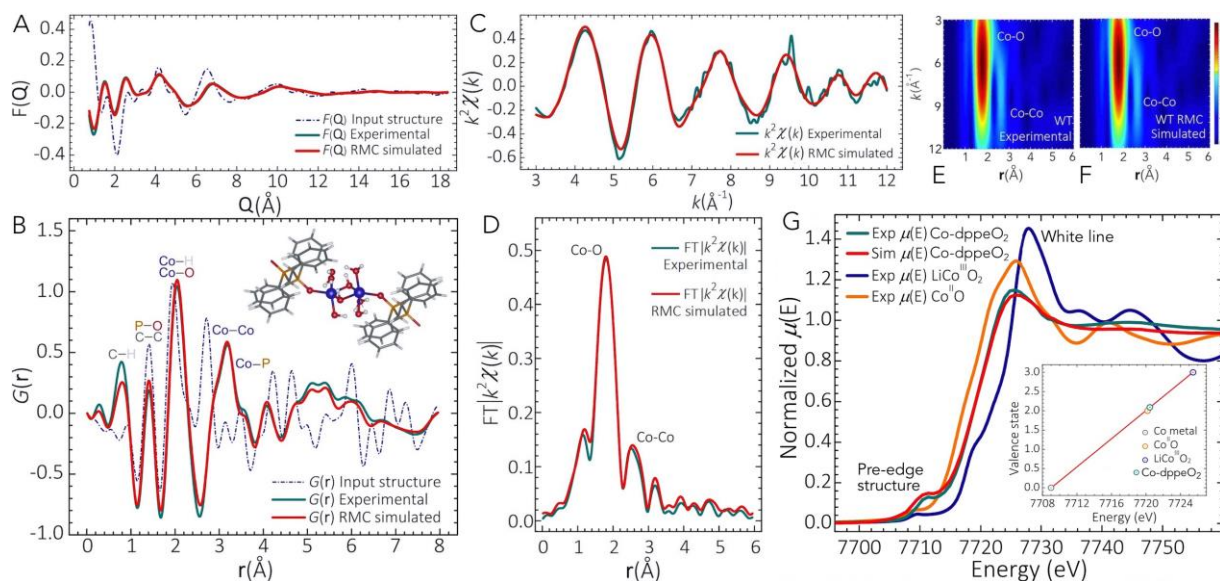 A
F(Q)
0.4
0.2
0.0
-0.2
-0.4
F(Q) Input structure
F(Q) Experimental
F(Q) RMC simulated
0 2 4 6 8 10 12 14 16 18
Q(Å)
B
G(r)
1.5
1.0
0.5
0.0
-0.5
-1.0
Co–H
Co–O
P–O
C–C
C–H
Co–Co
Co–P
G(r) Input structure
G(r) Experimental
G(r) RMC simulated
0 1 2 3 4 5 6 7 8
r(Å)
C
k²χ(k)
0.4
0.2
0.0
-0.2
-0.4
-0.6
k²χ(k) Experimental
k²χ(k) RMC simulated
3 4 5 6 7 8 9 10 11 12
k(Å⁻¹)
D
FT|k²χ(k)|
0.5
0.4
0.3
0.2
0.1
0.0
Co-O
FT|k²χ(k)|
Experimental
FT|k²χ(k)|
RMC simulated
Co-Co
0 1 2 3 4 5 6
r(Å)
k(Å⁻¹)
3
6
9
12
Co-O
Co-Co
WT
Experimental
1 2 3 4 5 6
E
r(Å)
Co-O
Co-Co
WT RMC
Simulated
1 2 3 4 5 6
F
r(Å)
G
Normalized μ(E)
1.4
1.2
1.0
0.8
0.6
0.4
0.2
0.0
Exp μ(E) Co-dppeO₂
Sim μ(E) Co-dppeO₂
Exp μ(E) LiCoᴵᴵᴵO₂
Exp μ(E) CoᴵᴵO
White line
Pre-edge
structure
Valence state
3.0
2.0
1.0
0.0
Co metal
CoᴵᴵO
LiCoᴵᴵᴵO₂
Co-dppeO₂
7708 7712 7716 7720 7724
Energy (eV)
7700 7710 7720 7730 7740 7750
Energy (eV)